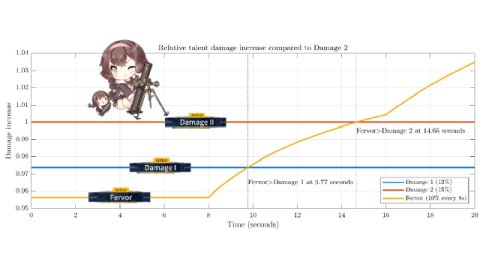 Relative talent damage increase compared to Damage 2
1.04
1.03
1.02
1.01
1
0.99
0.98
0.97
0.96
0.95
Damage increase
Active
Damage II
Active
Damage I
Active
Fervor
Fervor>Damage 2 at 14.66 seconds
Fervor>Damage 1 at 9.77 seconds
Damage 1 (12%)
Damage 2 (15%)
Fervor (10% every 8s)
0 2 4 6 8 10 12 14 16 18 20
Time (seconds)